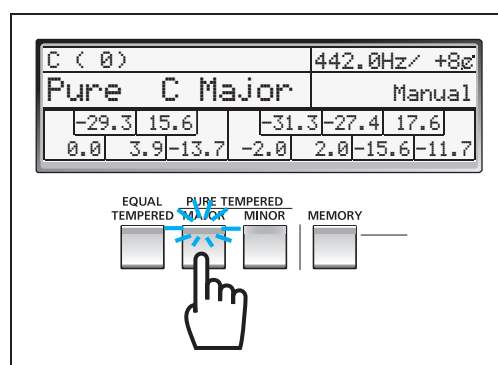 C ( 0) 442.0Hz/ +8¢
Pure C Major Manual
-29.3 15.6 -31.3 -27.4 17.6
0.0 3.9 -13.7 -2.0 2.0 -15.6 -11.7
EQUAL TEMPERED PURE TEMPERED MAJOR MINOR MEMORY